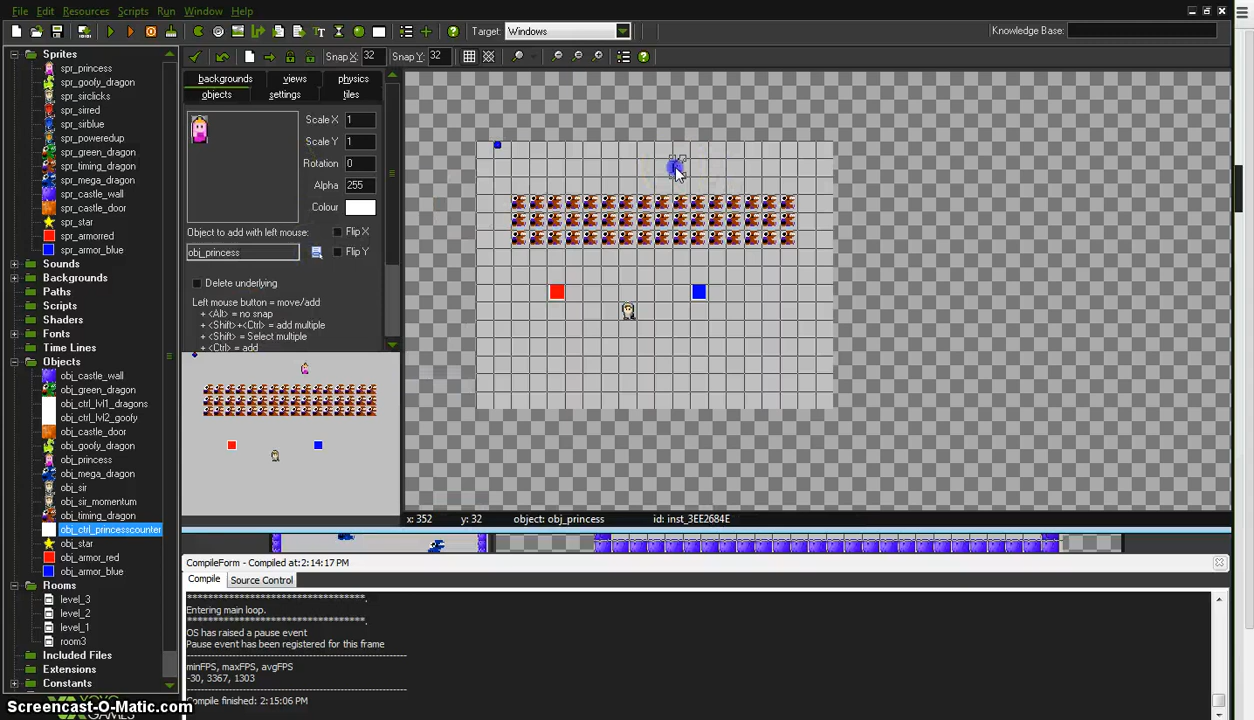 File Edit Resources Scripts Run Window Help
Target: Windows
Knowledge Base:
Sprites
spr_princess
spr_goofy_dragon
spr_sirclicks
spr_sirred
spr_sirblue
spr_poweredup
spr_green_dragon
spr_timing_dragon
spr_mega_dragon
spr_castle_wall
spr_castle_door
spr_star
spr_armorred
spr_armor_blue
Sounds
Backgrounds
Paths
Scripts
Shaders
Fonts
Time Lines
Objects
obj_castle_wall
obj_green_dragon
obj_ctrl_lvl1_dragons
obj_ctrl_lvl2_goofy
obj_castle_door
obj_goofy_dragon
obj_princess
obj_mega_dragon
obj_sir
obj_sir_momentum
obj_timing_dragon
obj_ctrl_princesscounter
obj_star
obj_armor_red
obj_armor_blue
Rooms
level_3
level_2
level_1
room3
Included Files
Extensions
Constants
YOYO
GAMES
Snap X: 32 Snap Y: 32
backgrounds views physics
objects settings tiles
Scale X 1
Scale Y 1
Rotation 0
Alpha 255
Colour
Object to add with left mouse: Flip X
obj_princess Flip Y
Delete underlying
Left mouse button = move/add
+ <Alt> = no snap
+ <Shift>+<Ctrl> = add multiple
+ <Shift> = Select multiple
+ <Ctrl> = add
x: 352 y: 32 object: obj_princess id: inst_3EE2684E
CompileForm - Compiled at:2:14:17 PM
Compile Source Control
***********************************.
Entering main loop.
***********************************.
OS has raised a pause event
Pause event has been registered for this frame
-------------------------------------------------------
minFPS, maxFPS, avgFPS
-30, 3367, 1303
-------------------------------------------------------
Compile finished: 2:15:06 PM
Screencast-O-Matic.com